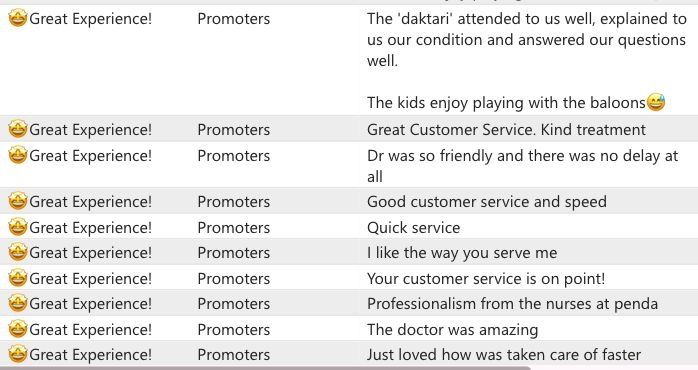 🤩Great Experience! Promoters The 'daktari' attended to us well, explained to
us our condition and answered our questions
well.
The kids enjoy playing with the baloons😅
🤩Great Experience! Promoters Great Customer Service. Kind treatment
🤩Great Experience! Promoters Dr was so friendly and there was no delay at
all
🤩Great Experience! Promoters Good customer service and speed
🤩Great Experience! Promoters Quick service
🤩Great Experience! Promoters I like the way you serve me
🤩Great Experience! Promoters Your customer service is on point!
🤩Great Experience! Promoters Professionalism from the nurses at penda
🤩Great Experience! Promoters The doctor was amazing
🤩Great Experience! Promoters Just loved how was taken care of faster